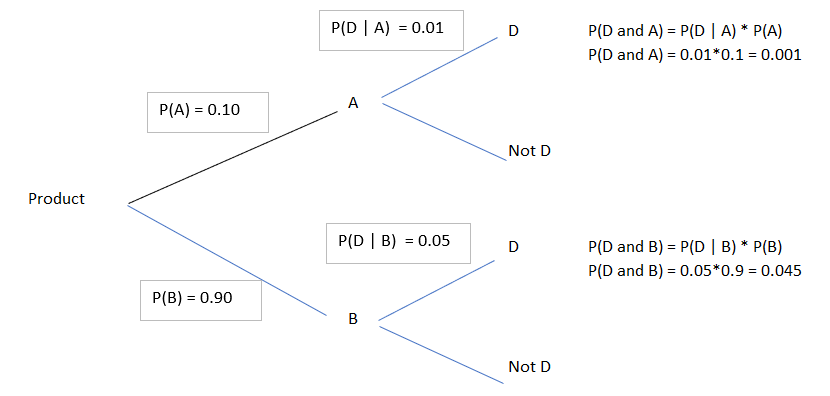 P(D | A)  = 0.01
D
P(D and A) = P(D | A) * P(A)
P(D and A) = 0.01*0.1 = 0.001
P(A) = 0.10
A
Not D
Product
P(D | B)  = 0.05
D
P(D and B) = P(D | B) * P(B)
P(D and B) = 0.05*0.9 = 0.045
P(B) = 0.90
B
Not D